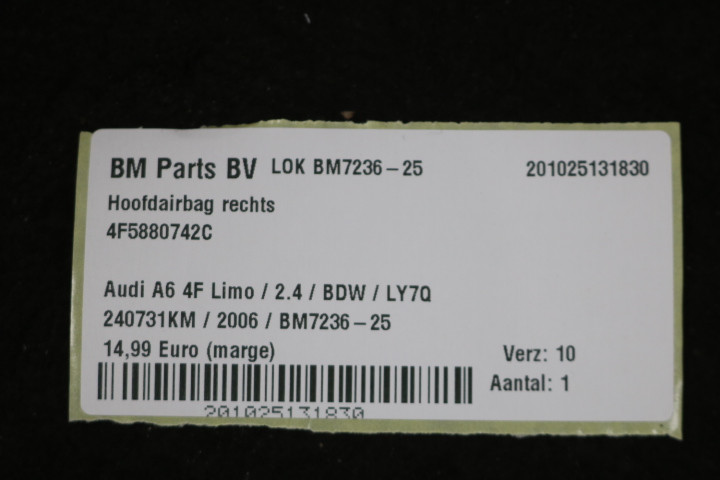 BM Parts BV LOK BM7236-25 201025131830
Hoofdairbag rechts
4F5880742C
Audi A6 4F Limo / 2.4 / BDW / LY7Q
240731KM / 2006 / BM7236-25
14,99 Euro (marge) Verz: 10
Aantal: 1
201025131830